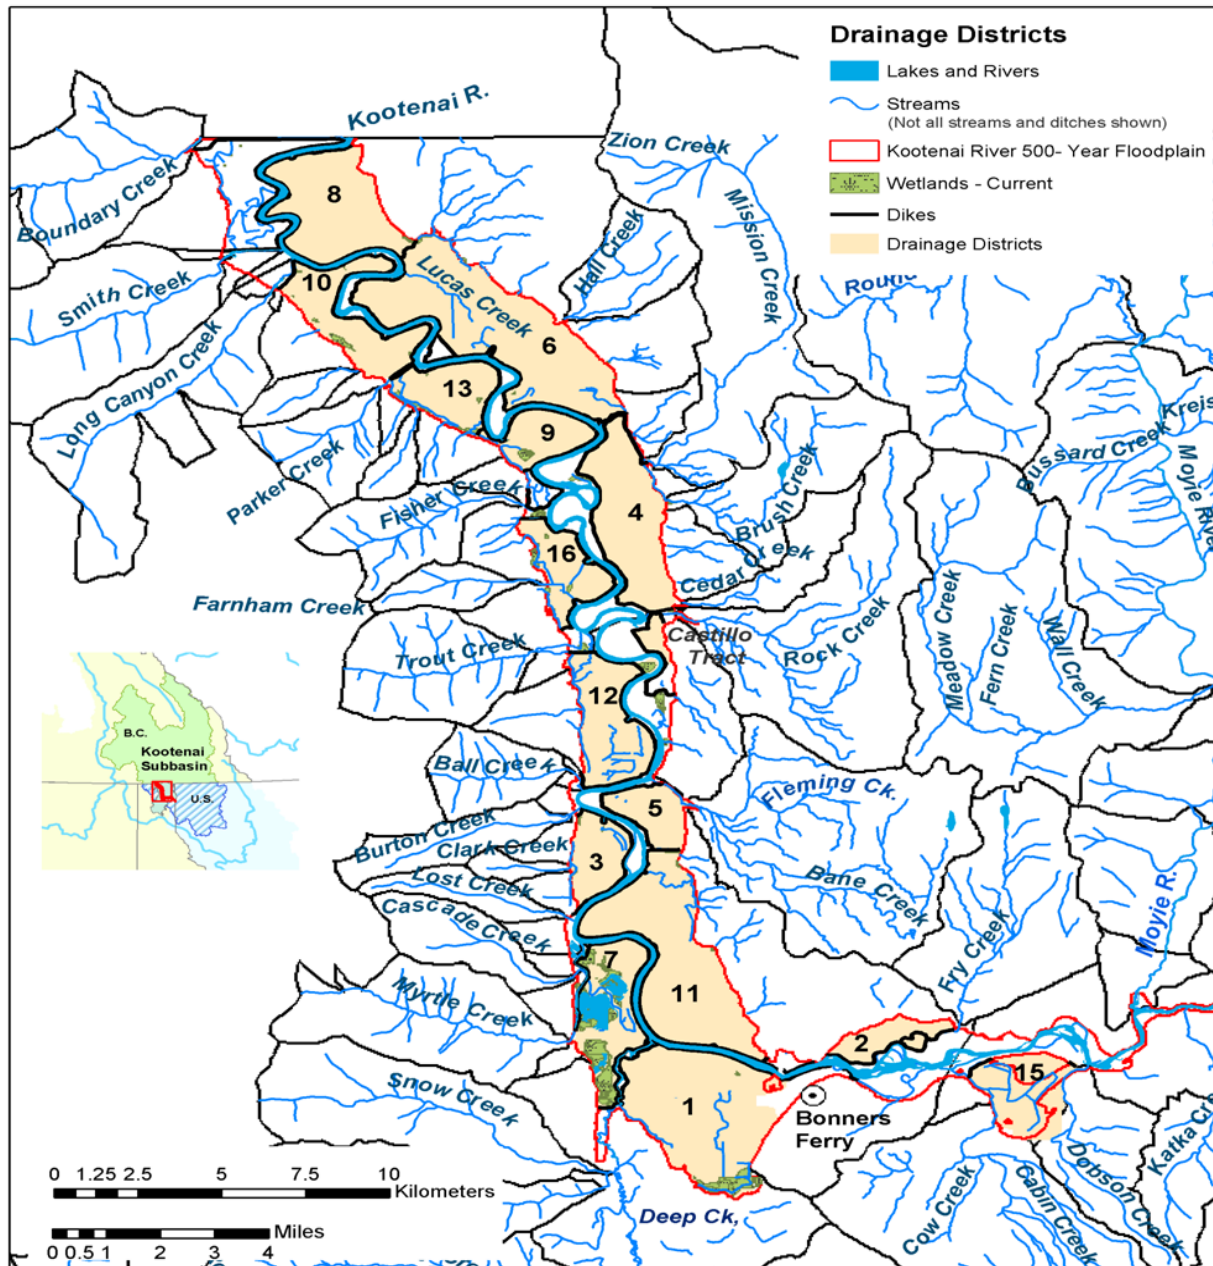 Drainage Districts
Lakes and Rivers
Streams
(Not all streams and ditches shown)
Kootenai River 500- Year Floodplain
Wetlands - Current
Dikes
Drainage Districts
Kootenai R.
Zion Creek
Boundary Creek
8
Mission Creek
Hall Creek
Lucas Creek
Smith Creek
10
6
Long Canyon Creek
13
Kreis
Bussard Creek
Moyie River
9
Parker Creek
Fisher Creek
4
Brush Creek
16
Cedar Creek
Farnham Creek
Castillo
Tract
Rock Creek
Meadow Creek
Fern Creek
Wall Creek
Trout Creek
12
B.C.
Kootenai
Subbasin
U.S.
Ball Creek
Fleming Ck.
5
Burton Creek
Clark Creek
3
Lost Creek
Bane Creek
Cascade Creek
Moyie R.
7
Fry Creek
Myrtle Creek
11
2
15
Snow Creek
1
Bonners
Ferry
Katka Cre
Dobson Creek
Cow Creek
Cabin Creek
0 1.25 2.5 5 7.5 10
Kilometers
Deep Ck,
Miles
0 0.5 1 2 3 4